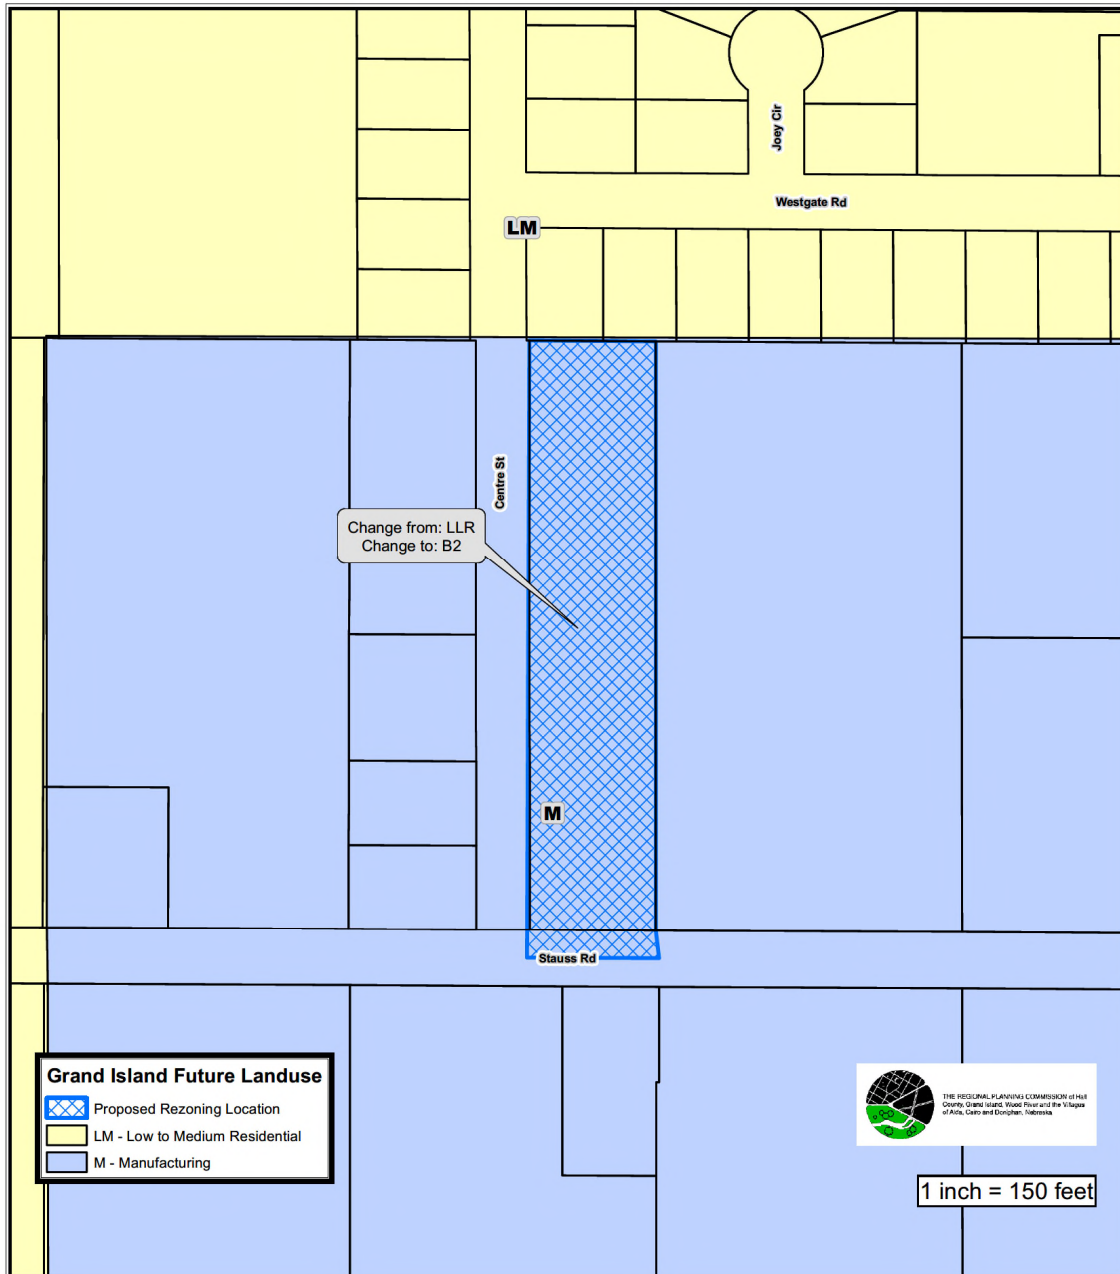 Joey Cir
Westgate Rd
LM
Centre St
Change from: LLR
Change to: B2
M
Stauss Rd
Grand Island Future Landuse
Proposed Rezoning Location
LM - Low to Medium Residential
M - Manufacturing
THE REGIONAL PLANNING COMMISSION of Hall
County, Grand Island, Wood River and the Villages
of Alda, Cairo and Doniphan, Nebraska
1 inch = 150 feet